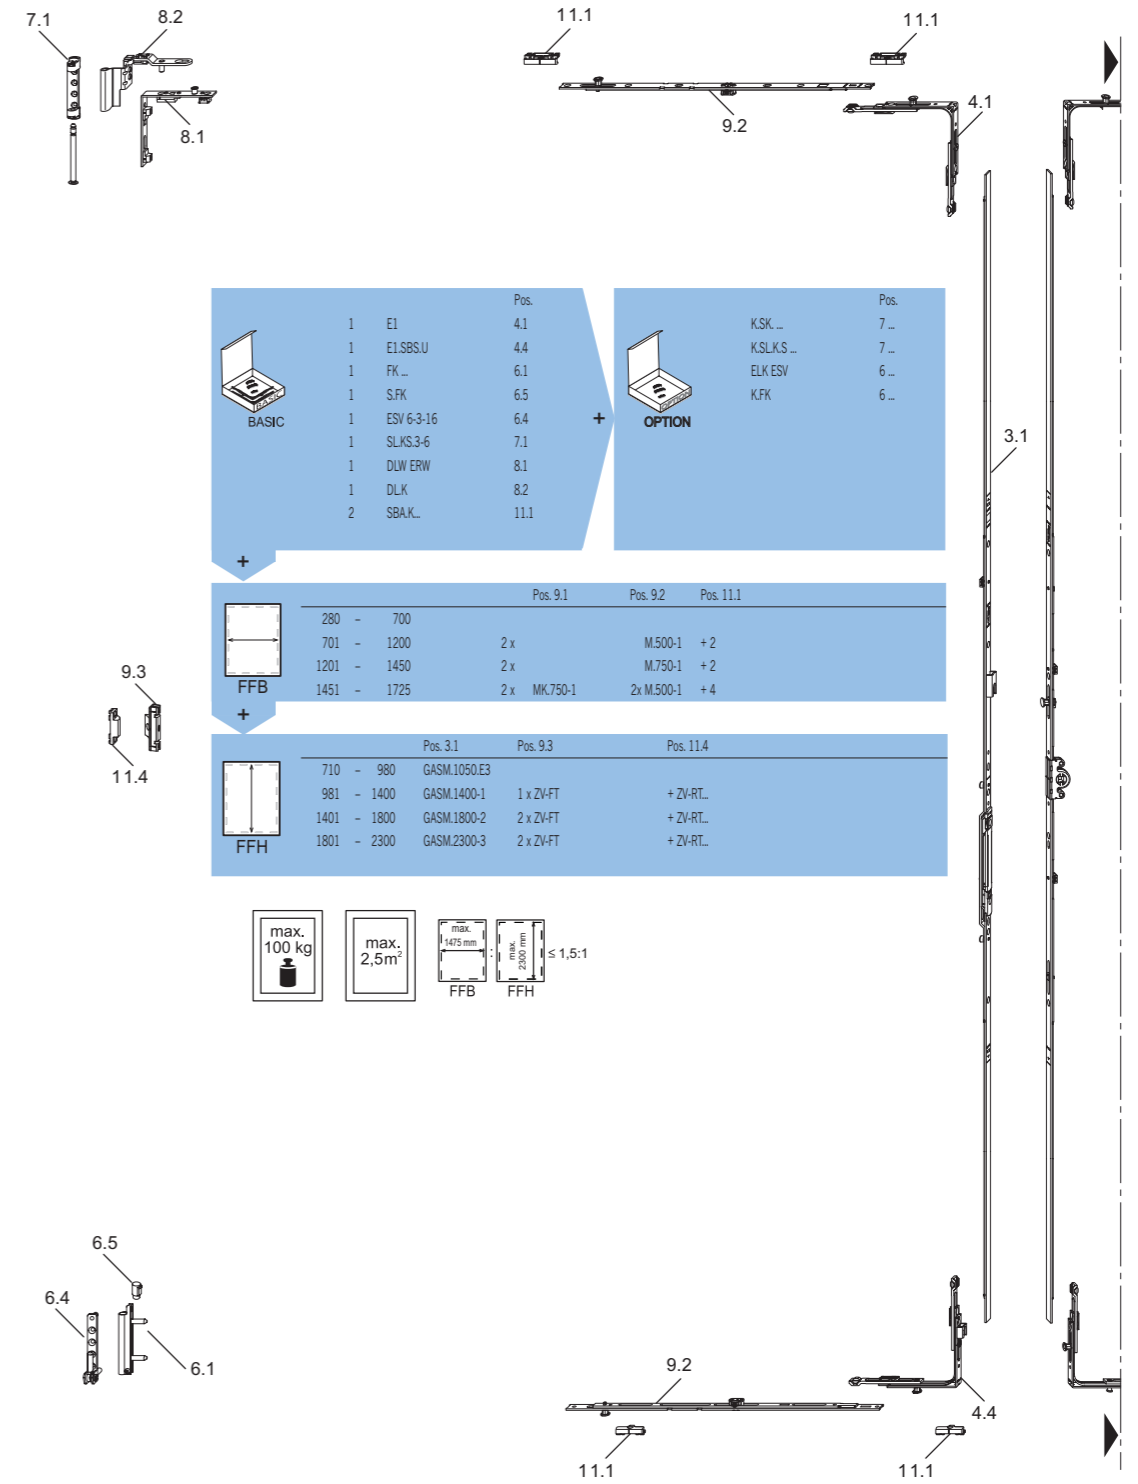 7.1
8.2
11.1
11.1
8.1
9.2
4.1
3.1
Pos.
1 E1 4.1
1 E1.SBS.U 4.4
1 FK ... 6.1
1 S.FK 6.5
1 ESV 6-3-16 6.4
1 SL.KS.3-6 7.1
1 DLW ERW 8.1
1 DL.K 8.2
2 SBA.K... 11.1
BASIC
BASIC
+
Pos.
K.SK. ... 7 ...
K.SL.K.S ... 7 ...
ELK ESV 6 ...
K.FK 6 ...
OPTION
OPTION
+
Pos. 9.1 Pos. 9.2 Pos. 11.1
280 – 700
701 – 1200 2 x M.500-1 + 2
1201 – 1450 2 x M.750-1 + 2
1451 – 1725 2 x MK.750-1 2x M.500-1 + 4
FFB
9.3
11.4
+
Pos. 3.1 Pos. 9.3 Pos. 11.4
710 – 980 GASM.1050.E3
981 – 1400 GASM.1400-1 1 x ZV-FT + ZV-RT...
1401 – 1800 GASM.1800-2 2 x ZV-FT + ZV-RT...
1801 – 2300 GASM.2300-3 2 x ZV-FT + ZV-RT...
FFH
max.
100 kg
max.
2,5m²
max.
1475 mm
FFB
:
max.
2300 mm
FFH
≤ 1,5:1
6.5
6.4
6.1
9.2
4.4
11.1
11.1